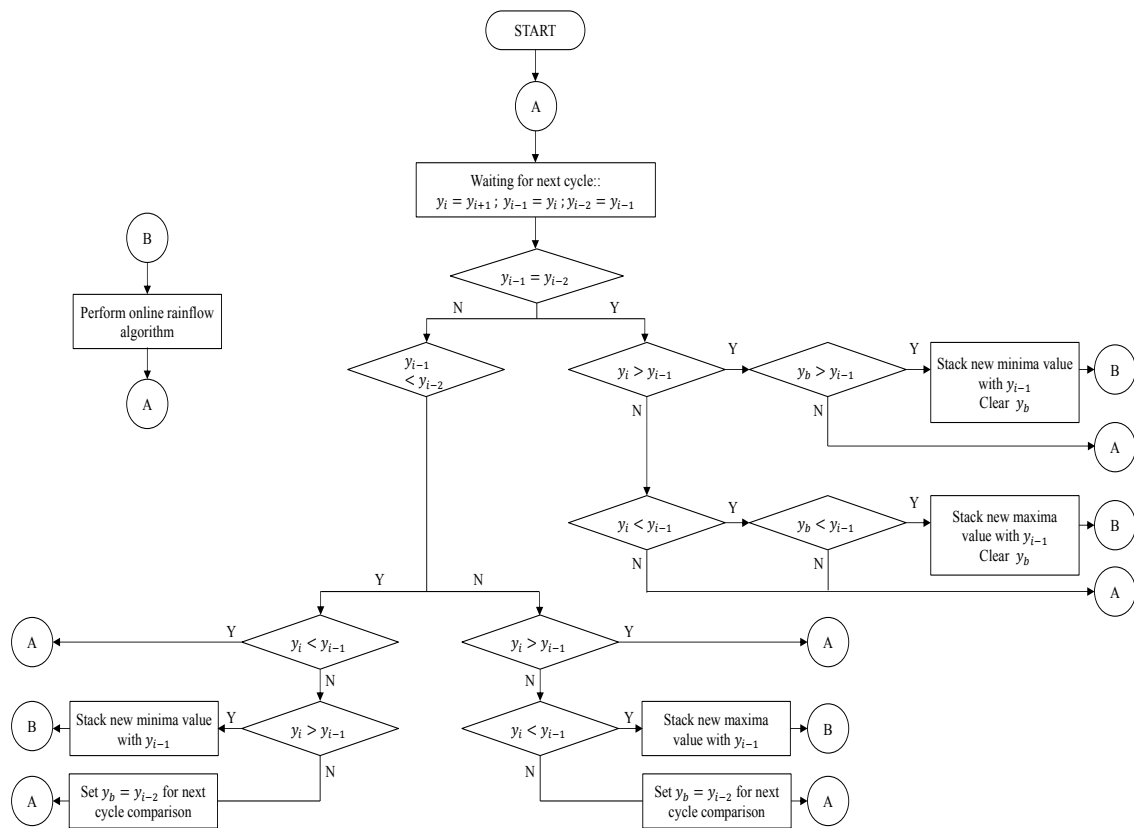 START
A
Waiting for next cycle::
y_i = y_{i+1} ; y_{i-1} = y_i ; y_{i-2} = y_{i-1}
B
Perform online rainflow
algorithm
A
y_{i-1} = y_{i-2}
N
Y
y_{i-1}
< y_{i-2}
y_i > y_{i-1}
Y
y_b > y_{i-1}
Y
Stack new minima value
with y_{i-1}
Clear y_b
B
N
N
A
y_i < y_{i-1}
Y
y_b < y_{i-1}
Y
Stack new maxima
value with y_{i-1}
Clear y_b
B
N
N
A
Y
N
A
Y
y_i < y_{i-1}
y_i > y_{i-1}
Y
A
N
N
B
Stack new minima value
with y_{i-1}
Y
y_i > y_{i-1}
y_i < y_{i-1}
Y
Stack new maxima
value with y_{i-1}
B
N
N
A
Set y_b = y_{i-2} for next
cycle comparison
Set y_b = y_{i-2} for next
cycle comparison
A